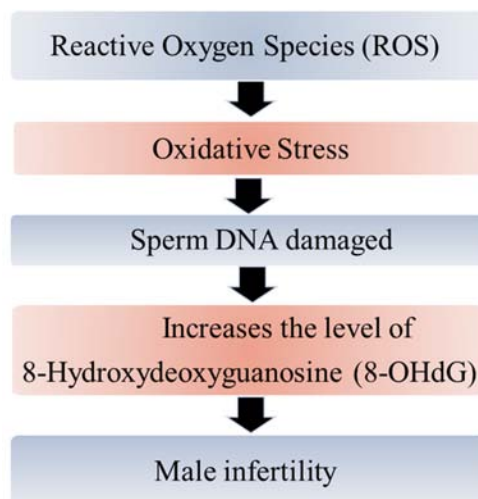 Reactive Oxygen Species (ROS)
Oxidative Stress
Sperm DNA damaged
Increases the level of
8-Hydroxydeoxyguanosine (8-OHdG)
Male infertility